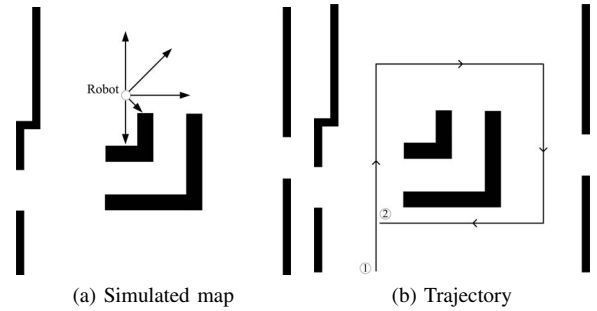 Robot
②
①
(a) Simulated map
(b) Trajectory